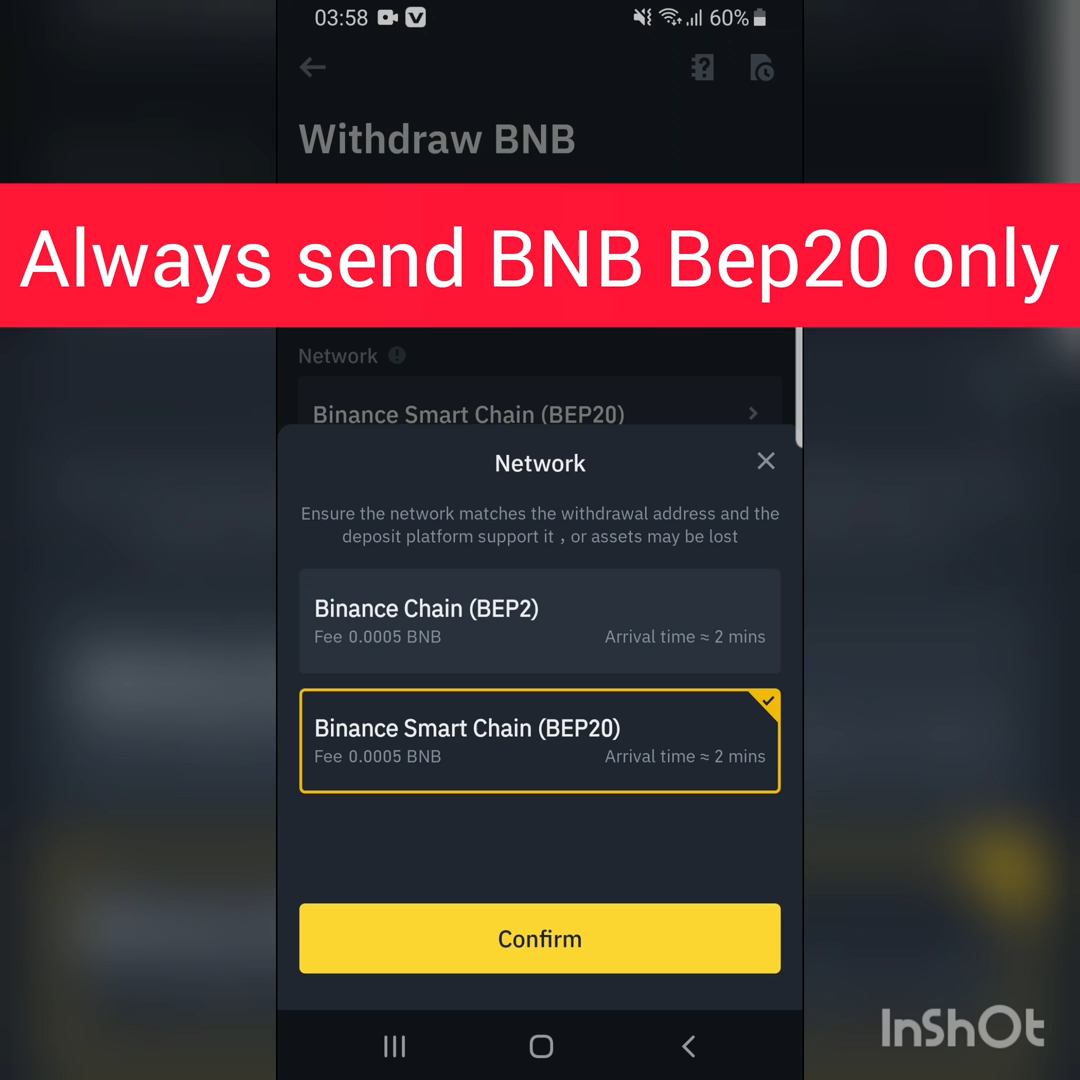 03:58
60%
Withdraw BNB
Always send BNB Bep20 only
Network
Binance Smart Chain (BEP20)
Network
Ensure the network matches the withdrawal address and the
deposit platform support it , or assets may be lost
Binance Chain (BEP2)
Fee 0.0005 BNB Arrival time ≈ 2 mins
Binance Smart Chain (BEP20)
Fee 0.0005 BNB Arrival time ≈ 2 mins
Confirm
InShOt